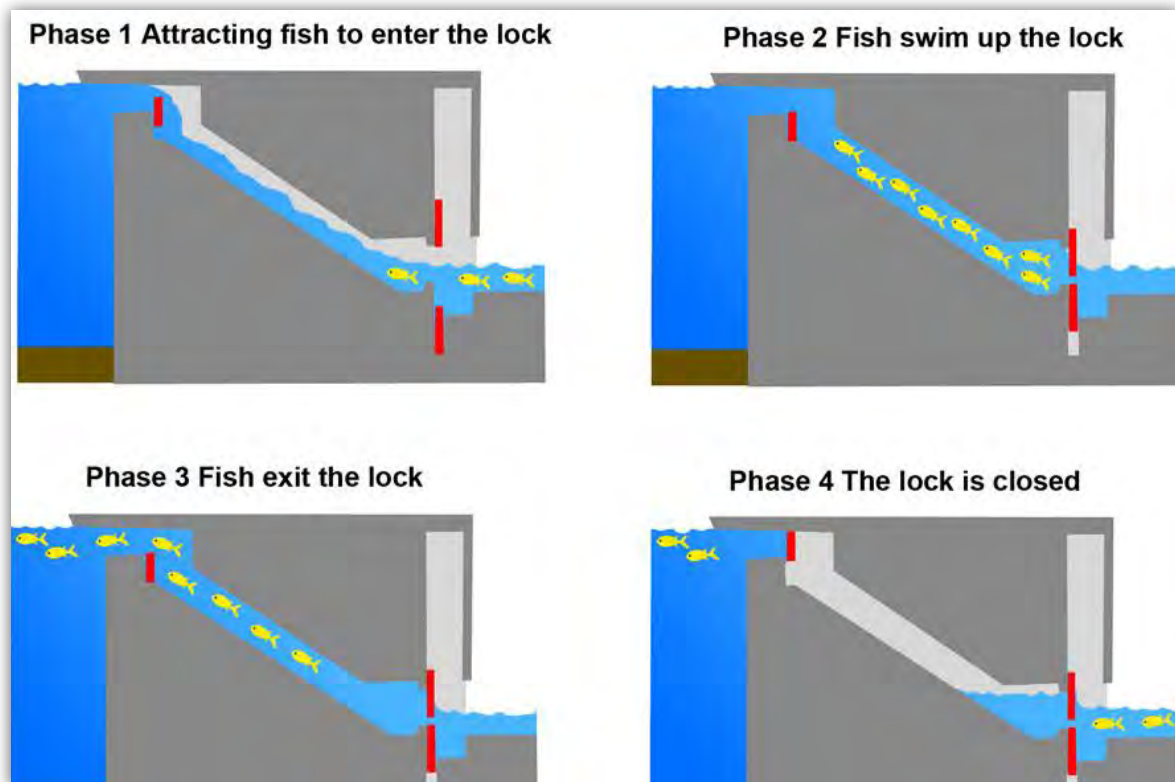 Phase 1 Attracting fish to enter the lock
Phase 2 Fish swim up the lock
Phase 3 Fish exit the lock
Phase 4 The lock is closed